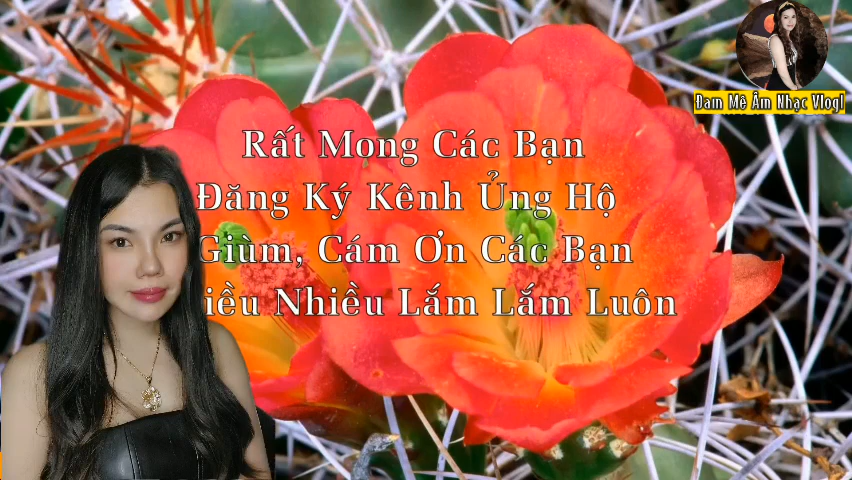 Đam Mê Âm Nhạc Vlog!
Rất Mong Các Bạn
Đăng Ký Kênh Ủng Hộ
Giùm, Cám Ơn Các Bạn
Nhiều Lắm Lắm Luôn